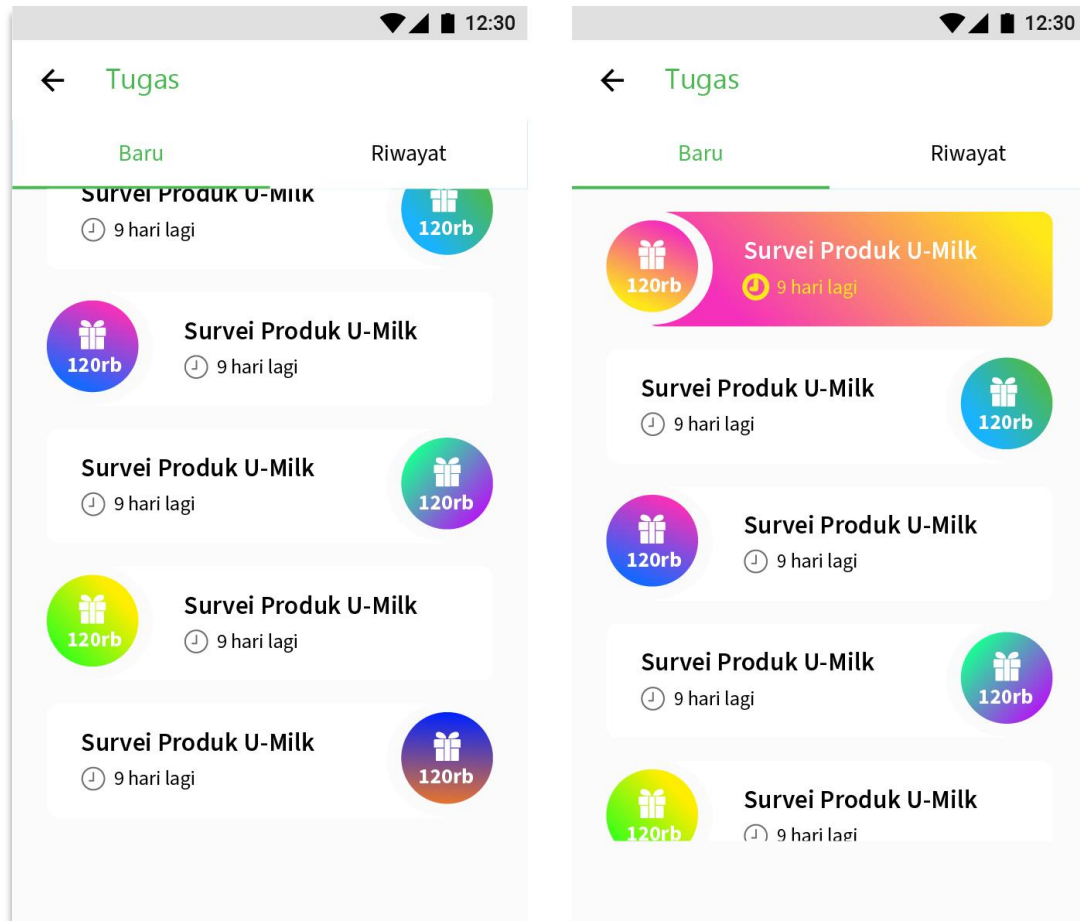 12:30
Tugas
Baru Riwayat
Survei Produk U-Milk
9 hari lagi
120rb
120rb
Survei Produk U-Milk
9 hari lagi
Survei Produk U-Milk
9 hari lagi
120rb
120rb
Survei Produk U-Milk
9 hari lagi
Survei Produk U-Milk
9 hari lagi
120rb
12:30
Tugas
Baru Riwayat
120rb
Survei Produk U-Milk
9 hari lagi
Survei Produk U-Milk
9 hari lagi
120rb
120rb
Survei Produk U-Milk
9 hari lagi
Survei Produk U-Milk
9 hari lagi
120rb
120rb
Survei Produk U-Milk
9 hari lagi